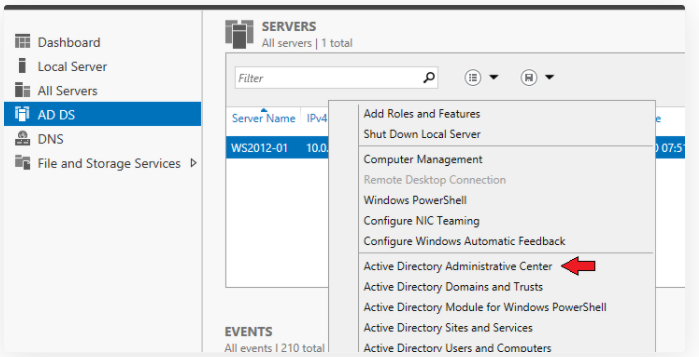 SERVERS
All servers | 1 total
Dashboard
Local Server
All Servers
AD DS
DNS
File and Storage Services
Filter
Server Name IPv4
WS2012-01 10.0. 07:51
Add Roles and Features
Shut Down Local Server
Computer Management
Remote Desktop Connection
Windows PowerShell
Configure NIC Teaming
Configure Windows Automatic Feedback
Active Directory Administrative Center
Active Directory Domains and Trusts
Active Directory Module for Windows PowerShell
Active Directory Sites and Services
Active Directory Users and Computers
EVENTS
All events | 210 total